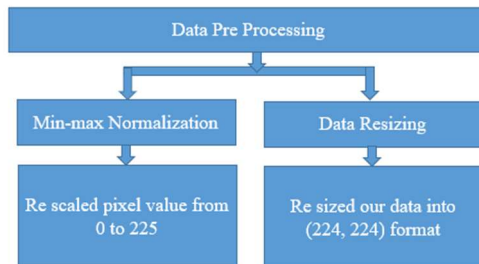 Data Pre Processing
Min-max Normalization
Data Resizing
Re scaled pixel value from
0 to 225
Re sized our data into
(224, 224) format